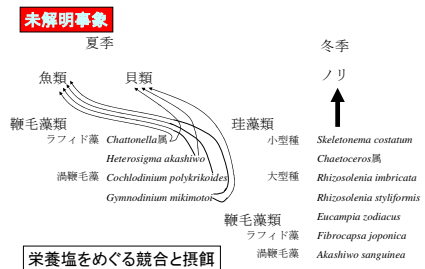 未解明事象
夏季
冬季
魚類
貝類
ノリ
鞭毛藻類
珪藻類
ラフィド藻 Chattonella属
小型種 Skeletonema costatum
Heterosigma akashiwo
Chaetoceros属
渦鞭毛藻 Cochlodinium polykrikoides
大型種 Rhizosolenia imbricata
Gymnodinium mikimotoi
Rhizosolenia styliformis
鞭毛藻類
Eucampia zodiacus
ラフィド藻 Fibrocapsa joponica
渦鞭毛藻 Akashiwo sanguinea
栄養塩をめぐる競合と摂餌